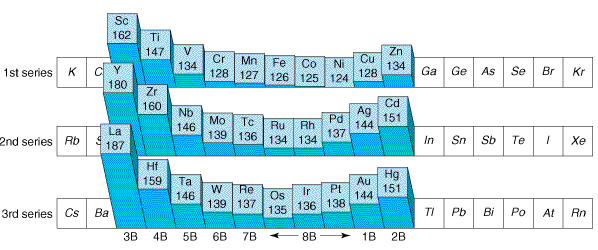 Sc Ti V Cr Mn Fe Co Ni Cu Zn
162 147 134 128 127 126 125 124 128 134
1st series K C Ga Ge As Se Br Kr
Y Zr Nb Mo Tc Ru Rh Pd Ag Cd
180 160 146 139 136 134 134 137 144 151
2nd series Rb S In Sn Sb Te I Xe
La Hf Ta W Re Os Ir Pt Au Hg
187 159 146 139 137 135 136 138 144 151
3rd series Cs Ba Tl Pb Bi Po At Rn
3B 4B 5B 6B 7B 8B 1B 2B